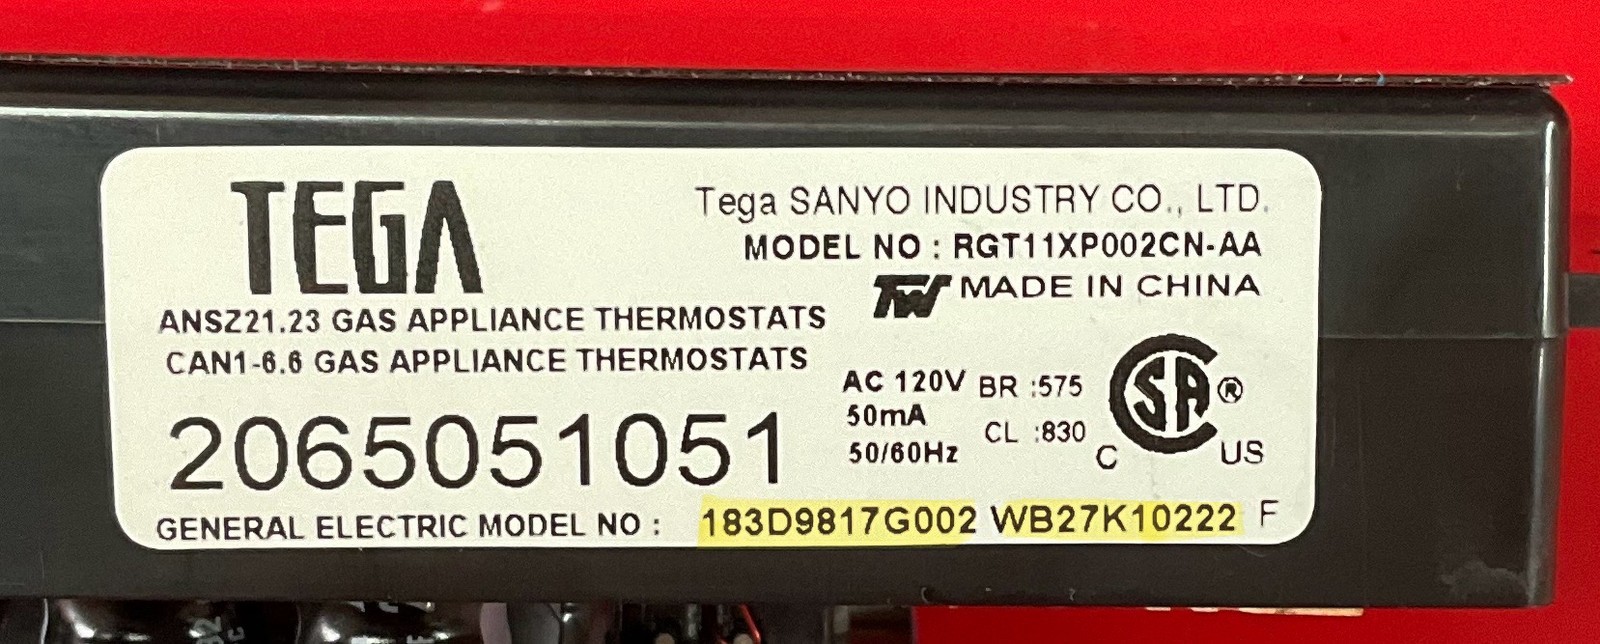 TEGA
Tega SANYO INDUSTRY CO., LTD.
MODEL NO : RGT11XP002CN-AA
MADE IN CHINA
ANSZ21.23 GAS APPLIANCE THERMOSTATS
CAN1-6.6 GAS APPLIANCE THERMOSTATS
2065051051
AC 120V BR :575
50mA
CL :830
50/60Hz
C SA ® US
GENERAL ELECTRIC MODEL NO : 183D9817G002 WB27K10222 F